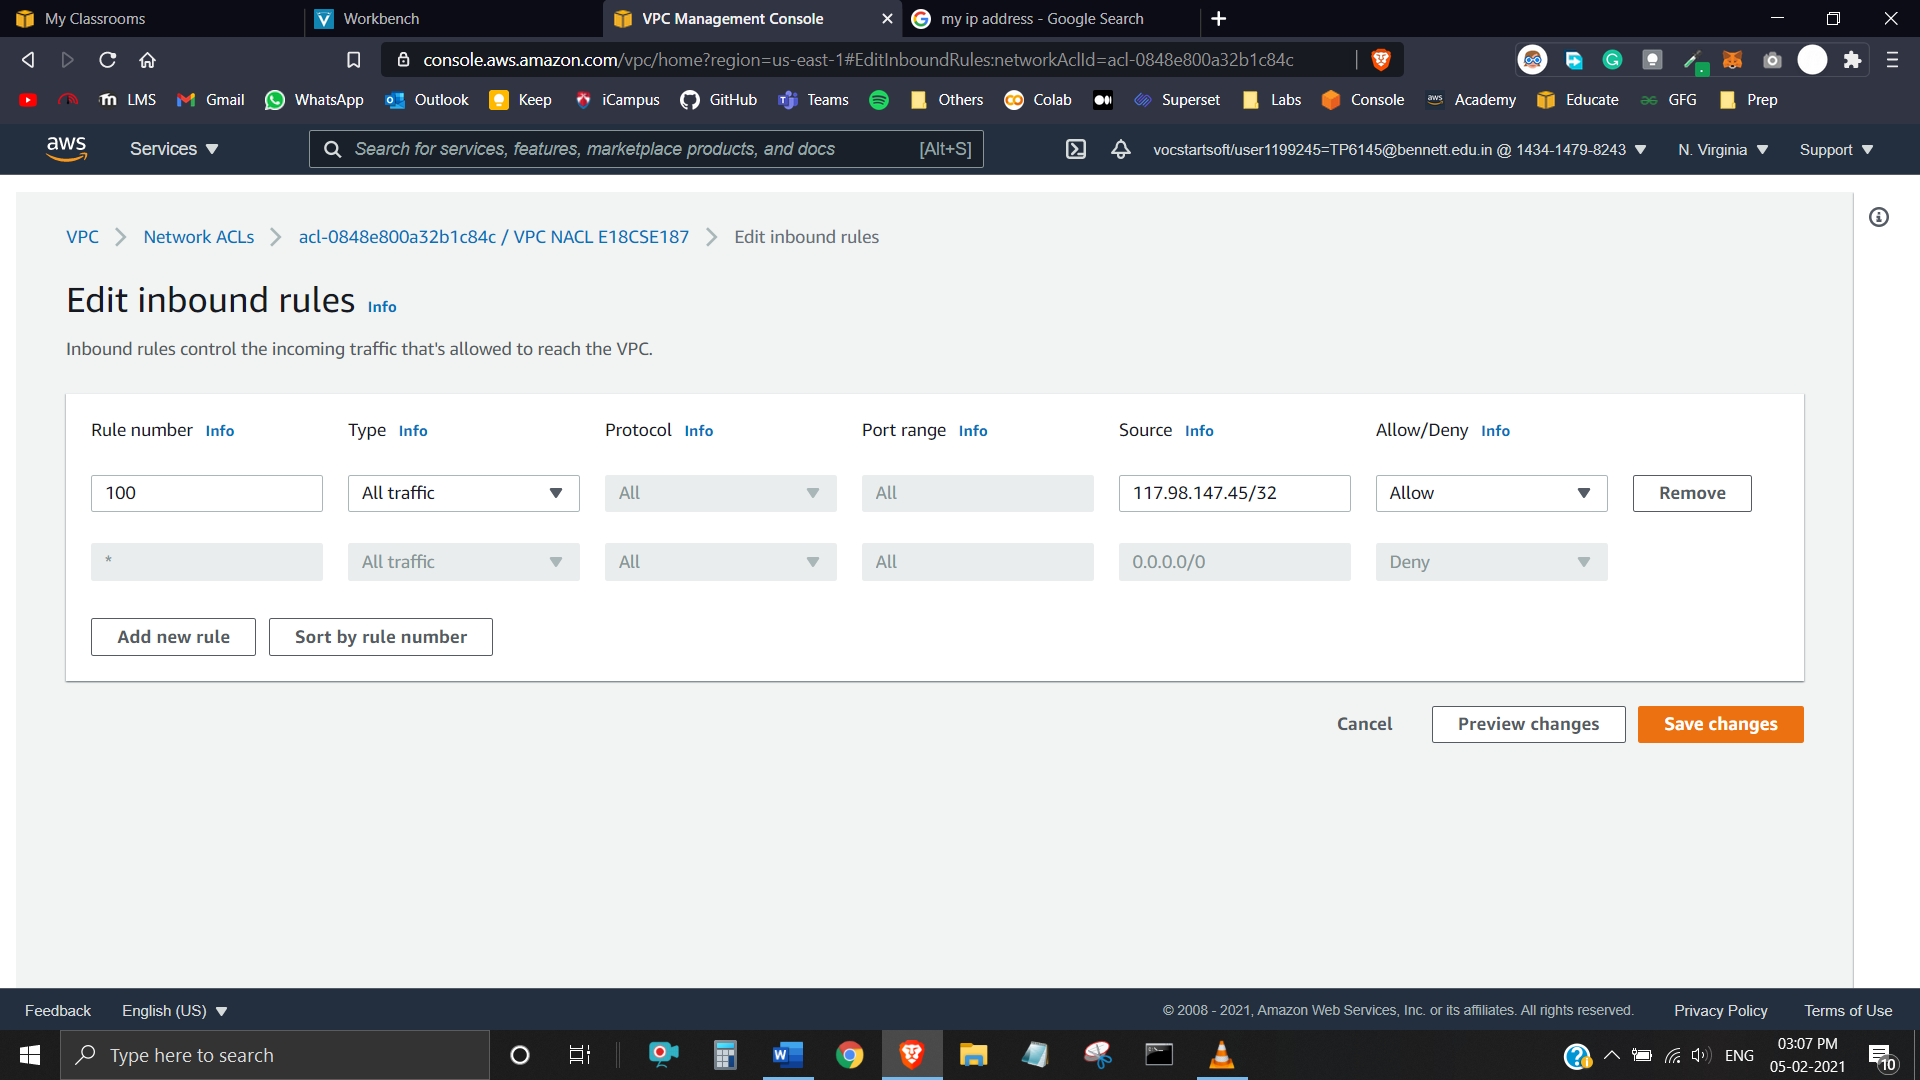 My Classrooms
Workbench
VPC Management Console
my ip address - Google Search
console.aws.amazon.com/vpc/home?region=us-east-1#EditInboundRules:networkAclId=acl-0848e800a32b1c84c
LMS
Gmail
WhatsApp
Outlook
Keep
iCampus
GitHub
Teams
Others
Colab
Superset
Labs
Console
aws
Academy
Educate
GFG
Prep
aws
Services
Search for services, features, marketplace products, and docs [Alt+S]
vocstartsoft/user1199245=TP6145@bennett.edu.in @ 1434-1479-8243
N. Virginia
Support
VPC
Network ACLs
acl-0848e800a32b1c84c / VPC NACL E18CSE187
Edit inbound rules
Edit inbound rules Info
Inbound rules control the incoming traffic that's allowed to reach the VPC.
Rule number Info Type Info Protocol Info Port range Info Source Info Allow/Deny Info
100 All traffic All All 117.98.147.45/32 Allow Remove
* All traffic All All 0.0.0.0/0 Deny
Add new rule Sort by rule number
Cancel Preview changes Save changes
Feedback English (US) © 2008 - 2021, Amazon Web Services, Inc. or its affiliates. All rights reserved. Privacy Policy Terms of Use
Type here to search
ENG
03:07 PM
05-02-2021
10